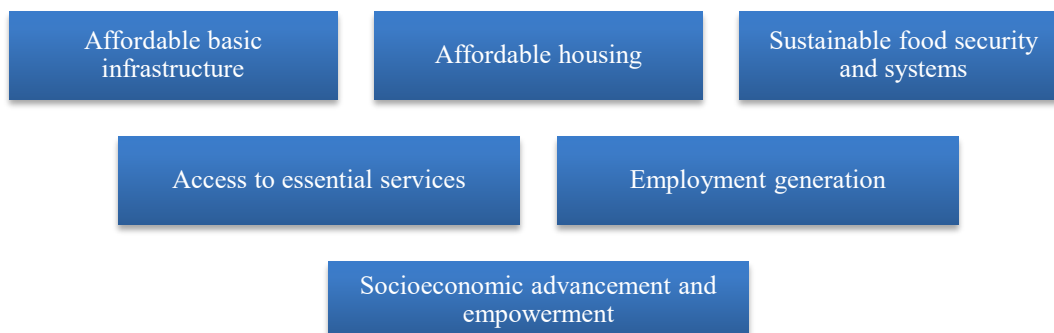 Affordable basic
infrastructure
Affordable housing
Sustainable food security
and systems
Access to essential services
Employment generation
Socioeconomic advancement and
empowerment